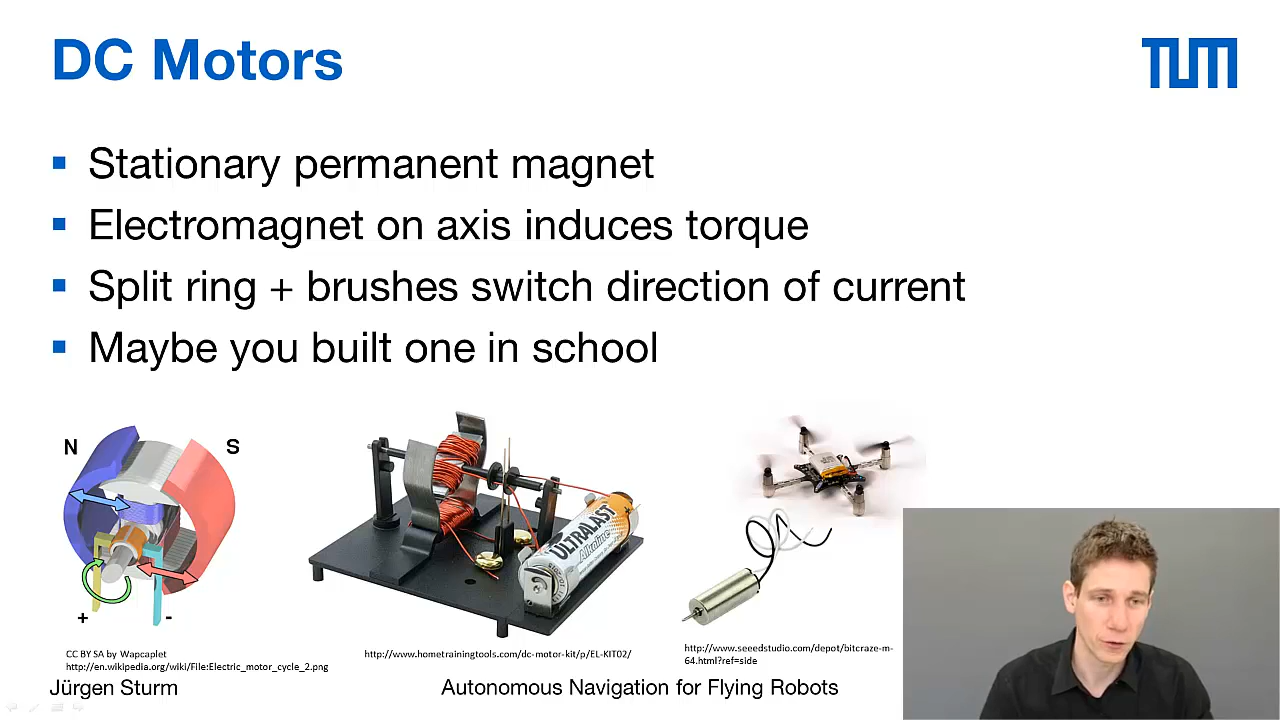 DC Motors
TUM
Stationary permanent magnet
Electromagnet on axis induces torque
Split ring + brushes switch direction of current
Maybe you built one in school
N
S
+
-
ULTRALAST
Alkaline
CC BY SA by Wapcaplet
http://en.wikipedia.org/wiki/File:Electric_motor_cycle_2.png
http://www.hometrainingtools.com/dc-motor-kit/p/EL-KIT02/
http://www.seeedstudio.com/depot/bitcraze-m-
64.html?ref=side
Jürgen Sturm
Autonomous Navigation for Flying Robots